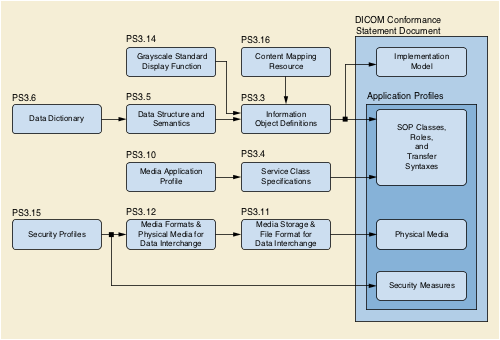 DICOM Conformance
Statement Document
PS3.14
PS3.16
Grayscale Standard
Display Function
Content Mapping
Resource
Implementation
Model
PS3.6
PS3.5
PS3.3
Application Profiles
Data Dictionary
Data Structure and
Semantics
Information
Object Definitions
SOP Classes,
Roles,
and
Transfer
Syntaxes
PS3.10
PS3.4
Media Application
Profile
Service Class
Specifications
PS3.15
PS3.12
PS3.11
Security Profiles
Media Formats &
Physical Media for
Data Interchange
Media Storage &
File Format for
Data Interchange
Physical Media
Security Measures